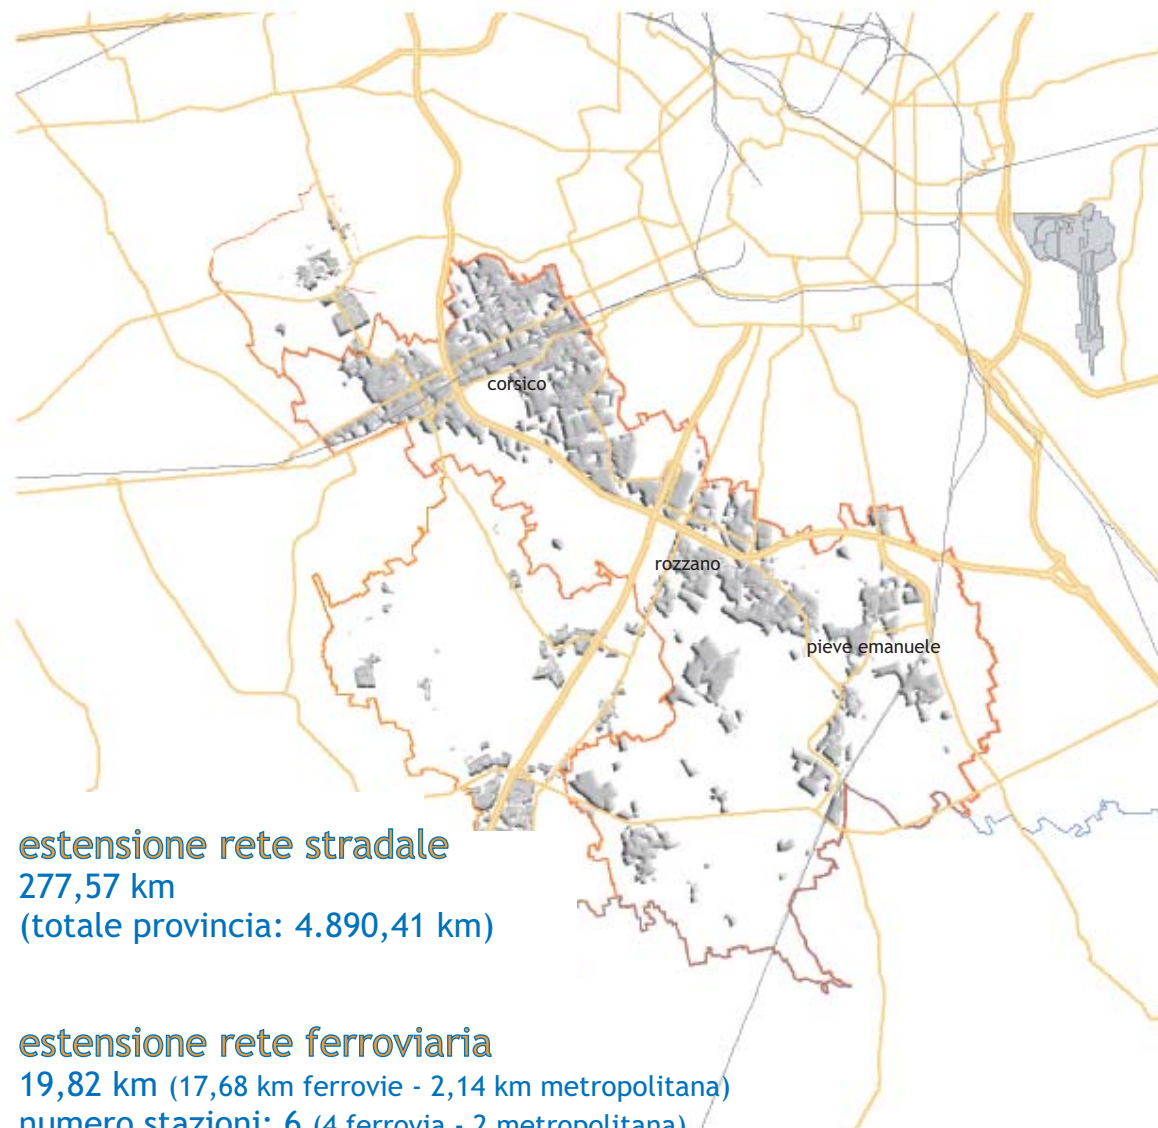 corsico
rozzano
pieve emanuele
estensione rete stradale
277,57 km
(totale provincia: 4.890,41 km)
estensione rete ferroviaria
19,82 km (17,68 km ferrovie - 2,14 km metropolitana)
numero stazioni: 6 (4 ferrovia - 2 metropolitana)